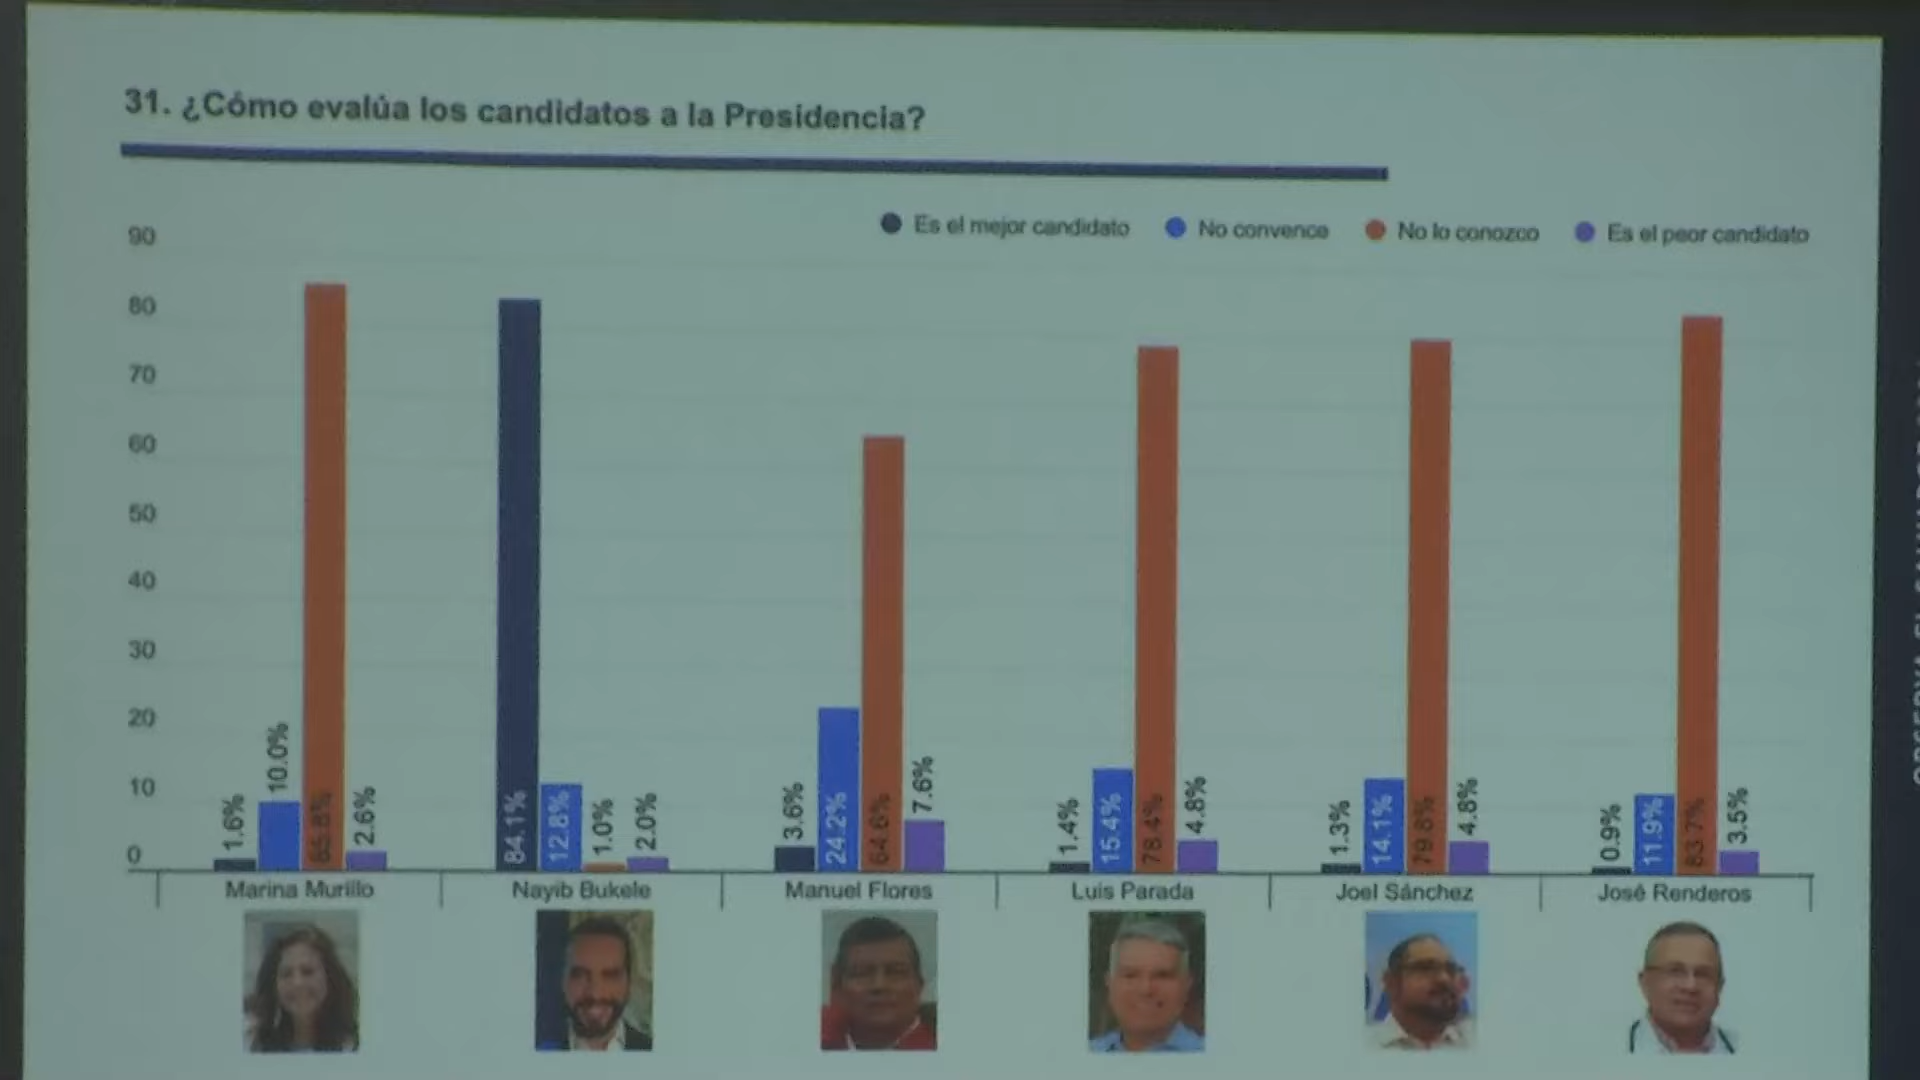 31. ¿Cómo evalúa los candidatos a la Presidencia?
Es el mejor candidato No convence No lo conozco Es el peor candidato
90
80
70
60
50
40
30
20
10
0
1.6% 10.0% 85.8% 2.6%
84.1% 12.8% 1.0% 2.0%
3.6% 24.2% 64.6% 7.6%
1.4% 15.4% 78.4% 4.8%
1.3% 14.1% 79.8% 4.8%
0.9% 11.9% 83.7% 3.5%
Marina Murillo Nayib Bukele Manuel Flores Luis Parada Joel Sánchez José Renderos